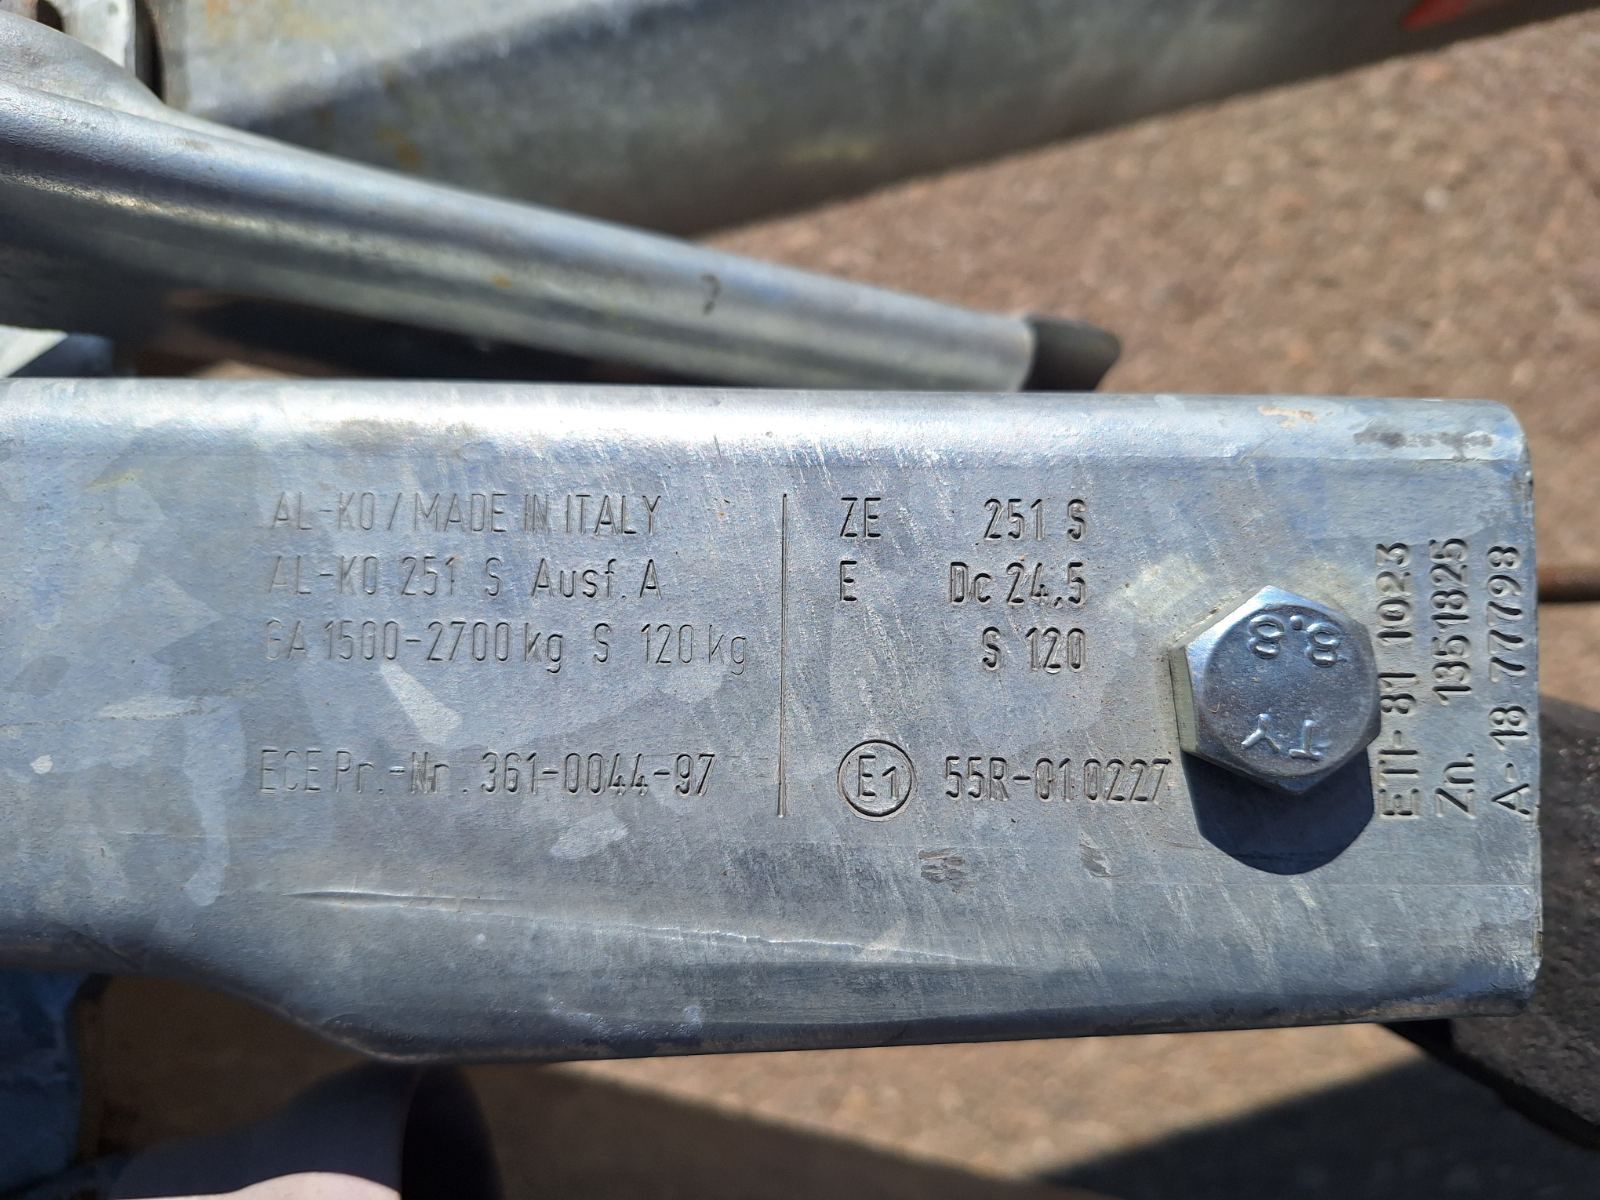 AL-KO / MADE IN ITALY
AL-KO 251 S Ausf. A
GA 1500-2700 kg S 120 kg
ECE Pr.-Nr. 361-0044-97
ZE 251 S
E Dc 24,5
S 120
E1 55R-01 0227
8.8
TY
ETI-81 1023
Zn. 1351825
A-18 77798